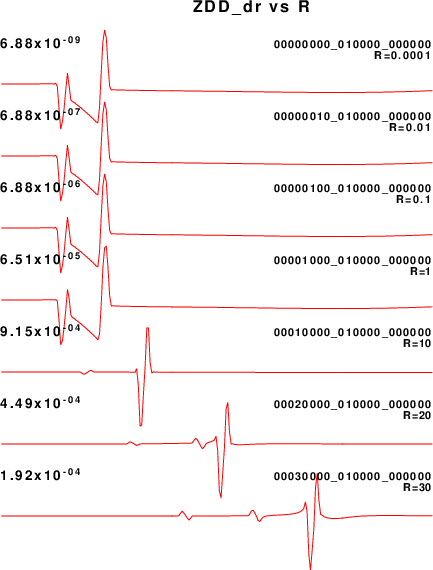 ZDD_dr vs R
6.88x10-09 00000000_010000_000000
R=0.0001
6.88x10-07 00000010_010000_000000
R=0.01
6.88x10-06 00000100_010000_000000
R=0.1
6.51x10-05 00001000_010000_000000
R=1
9.15x10-04 00010000_010000_000000
R=10
4.49x10-04 00020000_010000_000000
R=20
1.92x10-04 00030000_010000_000000
R=30